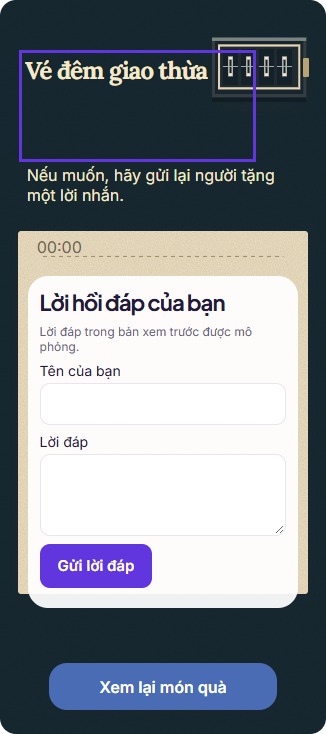 Vé đêm giao thừa
Nếu muốn, hãy gửi lại người tặng
một lời nhắn.
00:00
Lời hồi đáp của bạn
Lời đáp trong bản xem trước được mô
phỏng.
Tên của bạn
Lời đáp
Gửi lời đáp
Xem lại món quà